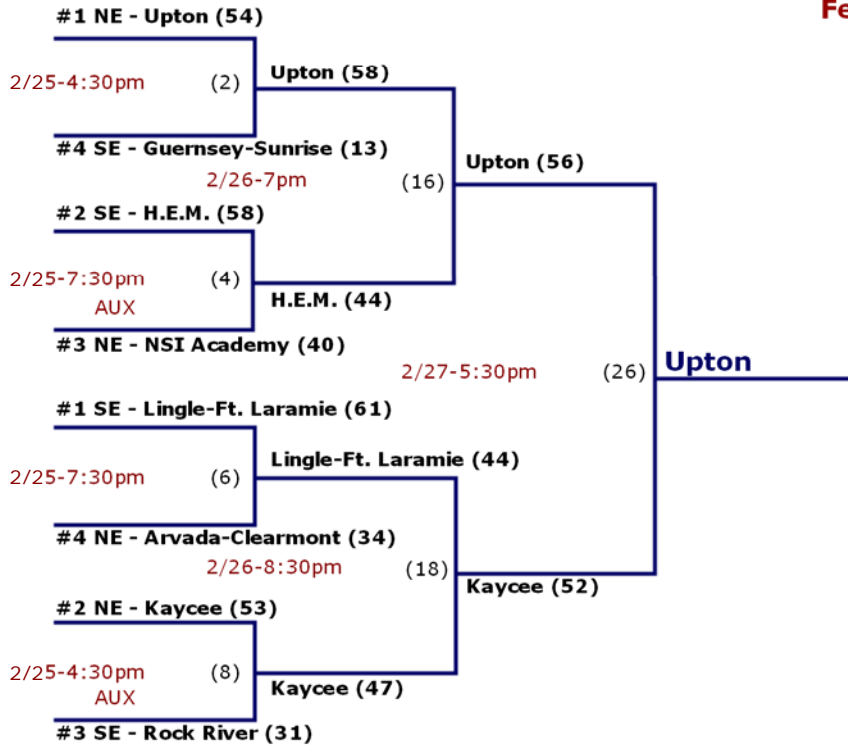 #1 NE - Upton (54)
Fe
2/25-4:30pm
(2)
Upton (58)
#4 SE - Guernsey-Sunrise (13)
2/26-7pm
(16)
Upton (56)
#2 SE - H.E.M. (58)
2/25-7:30pm
AUX
(4)
H.E.M. (44)
#3 NE - NSI Academy (40)
2/27-5:30pm
(26)
Upton
#1 SE - Lingle-Ft. Laramie (61)
2/25-7:30pm
(6)
Lingle-Ft. Laramie (44)
#4 NE - Arvada-Clearmont (34)
2/26-8:30pm
(18)
Kaycee (52)
#2 NE - Kaycee (53)
2/25-4:30pm
AUX
(8)
Kaycee (47)
#3 SE - Rock River (31)